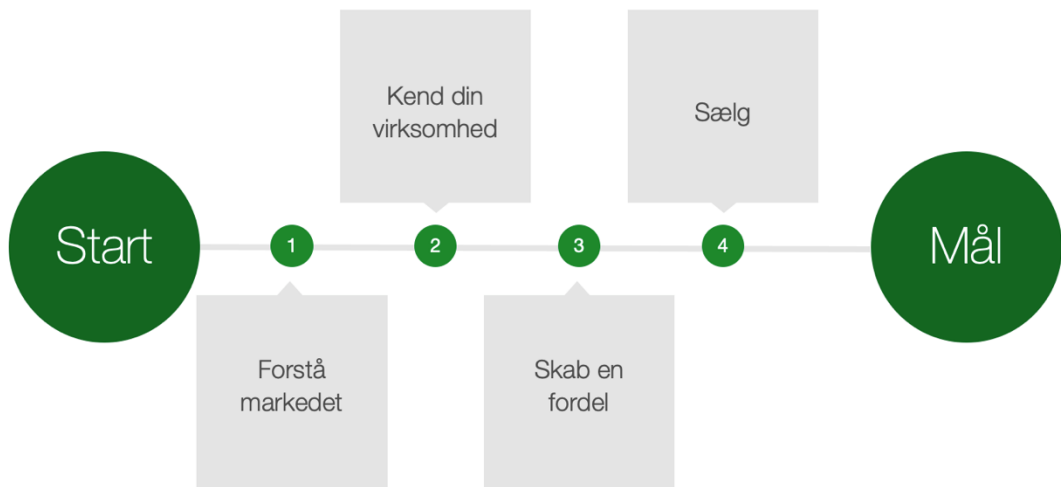 Start
1
Forstå
markedet
2
Kend din
virksomhed
3
Skab en
fordel
4
Sælg
Mål